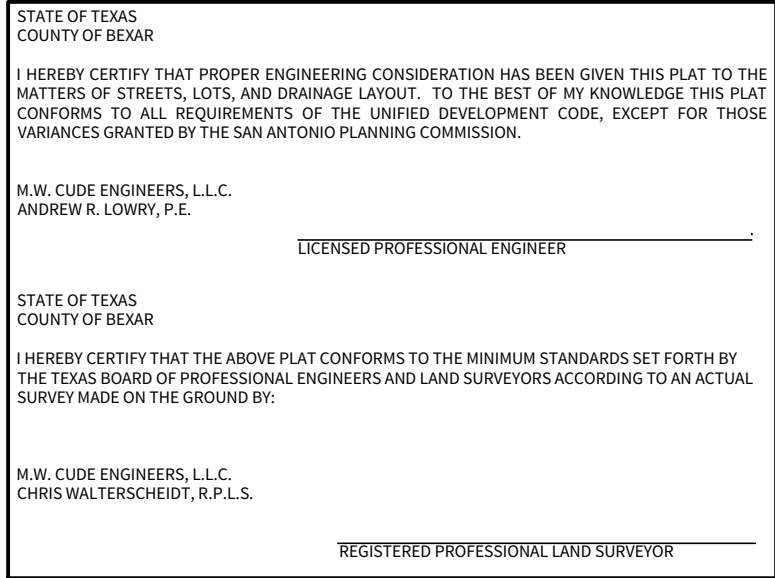 STATE OF TEXAS
COUNTY OF BEXAR
I HEREBY CERTIFY THAT PROPER ENGINEERING CONSIDERATION HAS BEEN GIVEN THIS PLAT TO THE
MATTERS OF STREETS, LOTS, AND DRAINAGE LAYOUT. TO THE BEST OF MY KNOWLEDGE THIS PLAT
CONFORMS TO ALL REQUIREMENTS OF THE UNIFIED DEVELOPMENT CODE, EXCEPT FOR THOSE
VARIANCES GRANTED BY THE SAN ANTONIO PLANNING COMMISSION.
M.W. CUDE ENGINEERS, L.L.C.
ANDREW R. LOWRY, P.E.
.
LICENSED PROFESSIONAL ENGINEER
STATE OF TEXAS
COUNTY OF BEXAR
I HEREBY CERTIFY THAT THE ABOVE PLAT CONFORMS TO THE MINIMUM STANDARDS SET FORTH BY
THE TEXAS BOARD OF PROFESSIONAL ENGINEERS AND LAND SURVEYORS ACCORDING TO AN ACTUAL
SURVEY MADE ON THE GROUND BY:
M.W. CUDE ENGINEERS, L.L.C.
CHRIS WALTERSCHEIDT, R.P.L.S.
REGISTERED PROFESSIONAL LAND SURVEYOR